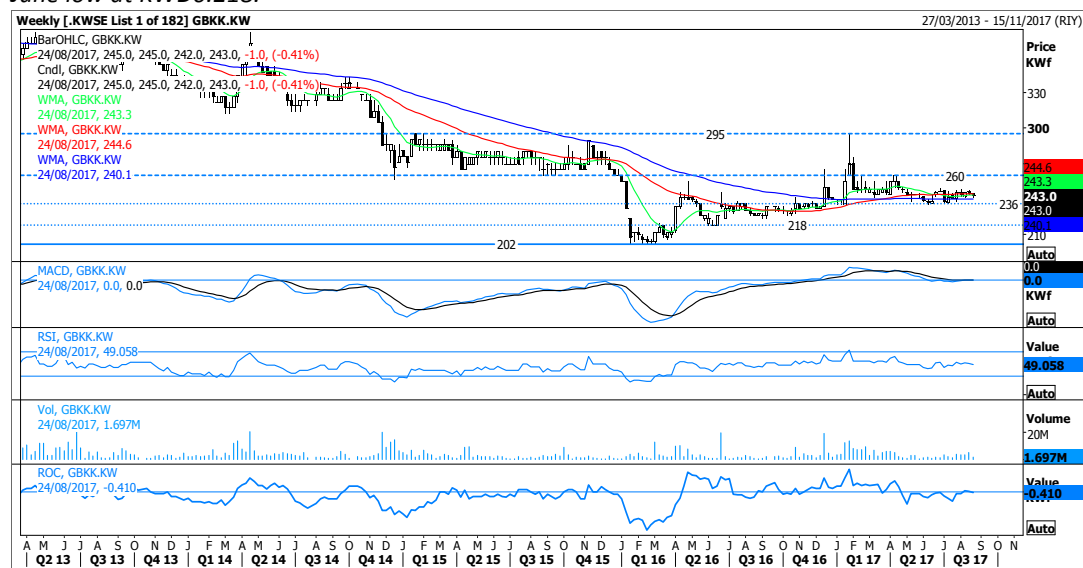 June low at KWD0.218.
Weekly [.KWSE List 1 of 182] GBKK.KW 27/03/2013 - 15/11/2017 (RIY)
BarOHLC, GBKK.KW
24/08/2017, 245.0, 245.0, 242.0, 243.0, -1.0, (-0.41%)
Cndl, GBKK.KW
24/08/2017, 245.0, 245.0, 242.0, 243.0, -1.0, (-0.41%)
WMA, GBKK.KW
24/08/2017, 243.3
WMA, GBKK.KW
24/08/2017, 244.6
WMA, GBKK.KW
24/08/2017, 240.1
Price
KWf
330
300
295
260
244.6
243.3
243.0
243.0
236
218
240.1
210
202
Auto
MACD, GBKK.KW
24/08/2017, 0.0, 0.0
0.0
0.0
KWf
Auto
RSI, GBKK.KW
24/08/2017, 49.058
Value
49.058
Auto
Vol, GBKK.KW
24/08/2017, 1.697M
Volume
20M
1.697M
ROC, GBKK.KW
24/08/2017, -0.410
Value
-0.410
Auto
A M J J A S O N D J F M A M J J A S O N D J F M A M J J A S O N D J F M A M J J A S O N D J F M A M J J A S O N
Q2 13 Q3 13 Q4 13 Q1 14 Q2 14 Q3 14 Q4 14 Q1 15 Q2 15 Q3 15 Q4 15 Q1 16 Q2 16 Q3 16 Q4 16 Q1 17 Q2 17 Q3 17